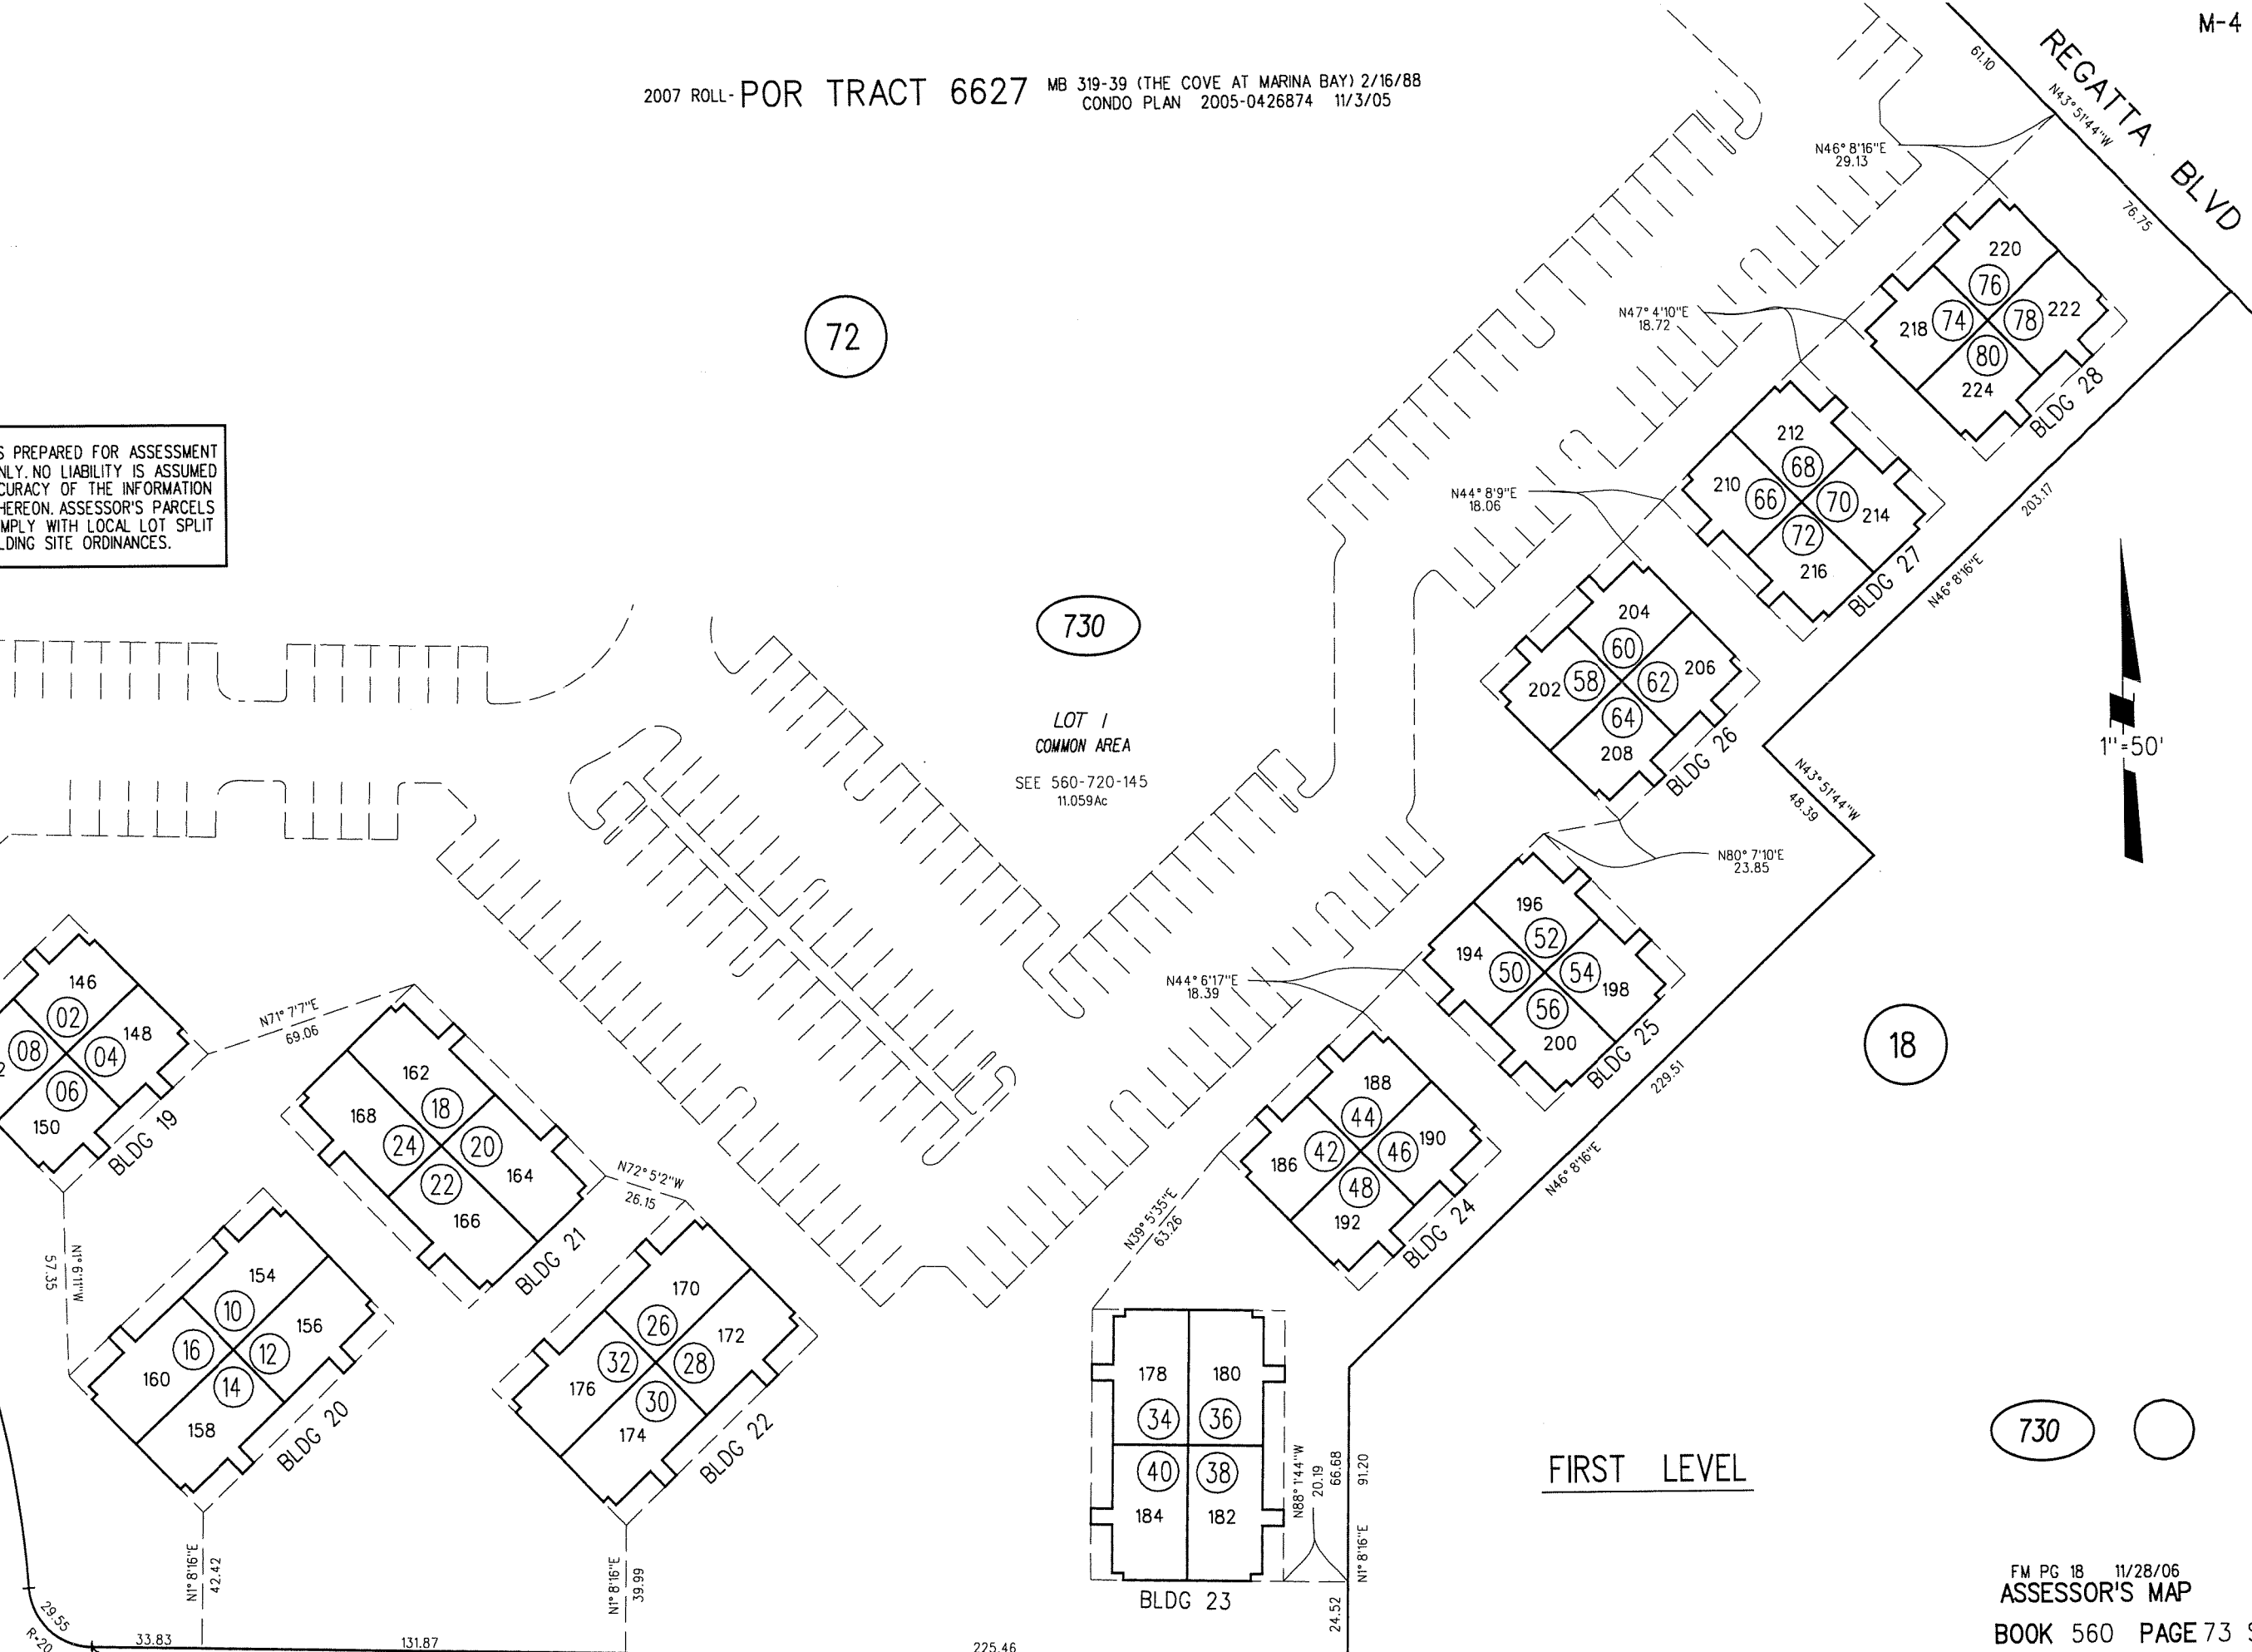 M-4
2007 ROLL- POR TRACT 6627 MB 319-39 (THE COVE AT MARINA BAY) 2/16/88
CONDO PLAN 2005-0426874 11/3/05
REGATTA BLVD
61.10
N43°51'44"W
76.75
N46°8'16"E
29.13
72
220
76
222
78
218
74
80
224
BLDG 28
N47°4'10"E
18.72
212
68
210
66
70
214
72
216
BLDG 27
203.17
N46°8'16"E
S PREPARED FOR ASSESSMENT
NLY. NO LIABILITY IS ASSUMED
CURACY OF THE INFORMATION
HEREON. ASSESSOR'S PARCELS
MPLY WITH LOCAL LOT SPLIT
LDING SITE ORDINANCES.
N44°8'9"E
18.06
204
60
202
58
62
206
64
208
BLDG 26
730
LOT 1
COMMON AREA
SEE 560-720-145
11.059Ac
1"=50'
N43°51'44"W
48.39
N80°7'10"E
23.85
196
52
194
50
54
198
56
200
BLDG 25
N44°6'17"E
18.39
229.51
N46°8'16"E
18
188
44
186
42
46
190
48
192
BLDG 24
N39°5'35"E
63.26
146
02
148
08
04
2
06
150
BLDG 19
N71°7'7"E
69.06
162
168
18
24
20
164
22
166
BLDG 21
N72°5'2"W
26.15
N1°6'11"W
57.35
154
10
156
16
12
160
14
158
BLDG 20
170
26
172
32
28
176
30
174
BLDG 22
178
180
34
36
40
38
184
182
BLDG 23
N88°1'44"W
20.19
66.68
91.20
N1°8'16"E
24.52
FIRST LEVEL
730
N1°8'16"E
42.42
N1°8'16"E
39.99
29.55
R=20
33.83
131.87
225.46
FM PG 18 11/28/06
ASSESSOR'S MAP
BOOK 560 PAGE 73